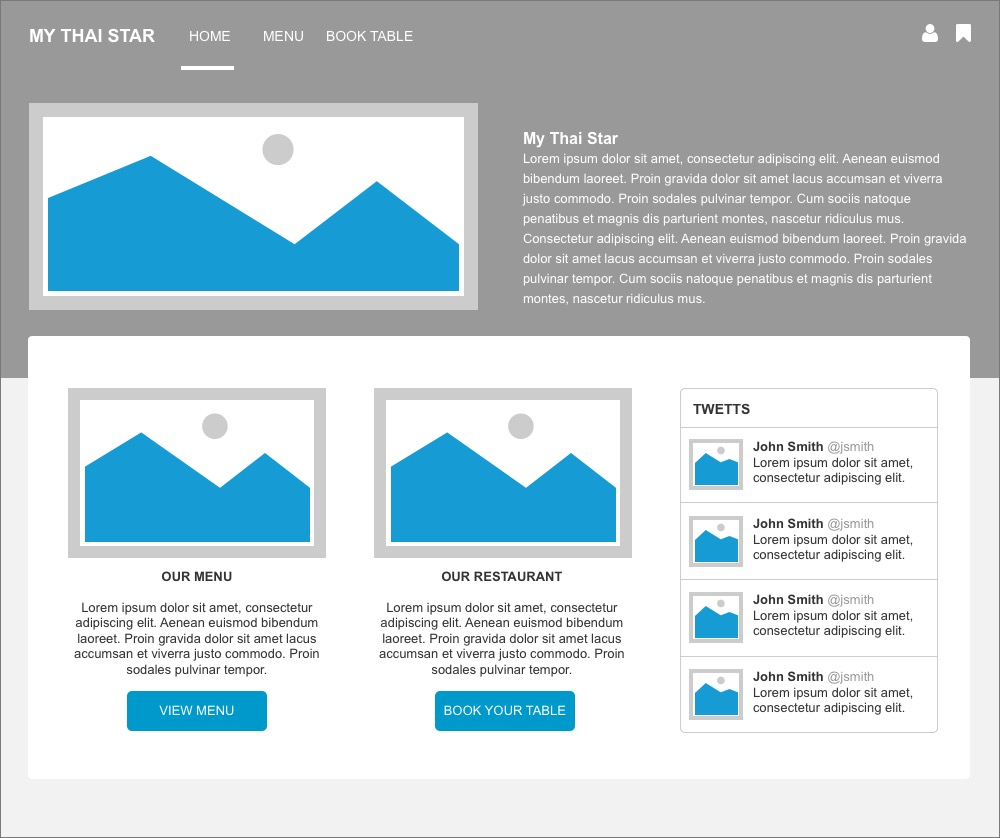 MY THAI STAR HOME MENU BOOK TABLE
My Thai Star
Lorem ipsum dolor sit amet, consectetur adipiscing elit. Aenean euismod
bibendum laoreet. Proin gravida dolor sit amet lacus accumsan et viverra
justo commodo. Proin sodales pulvinar tempor. Cum sociis natoque
penatibus et magnis dis parturient montes, nascetur ridiculus mus.
Consectetur adipiscing elit. Aenean euismod bibendum laoreet. Proin gravida
dolor sit amet lacus accumsan et viverra justo commodo. Proin sodales
pulvinar tempor. Cum sociis natoque penatibus et magnis dis parturient
montes, nascetur ridiculus mus.
OUR MENU
Lorem ipsum dolor sit amet, consectetur
adipiscing elit. Aenean euismod bibendum
laoreet. Proin gravida dolor sit amet lacus
accumsan et viverra justo commodo. Proin
sodales pulvinar tempor.
VIEW MENU
OUR RESTAURANT
Lorem ipsum dolor sit amet, consectetur
adipiscing elit. Aenean euismod bibendum
laoreet. Proin gravida dolor sit amet lacus
accumsan et viverra justo commodo. Proin
sodales pulvinar tempor.
BOOK YOUR TABLE
TWETTS
John Smith @jsmith
Lorem ipsum dolor sit amet,
consectetur adipiscing elit.
John Smith @jsmith
Lorem ipsum dolor sit amet,
consectetur adipiscing elit.
John Smith @jsmith
Lorem ipsum dolor sit amet,
consectetur adipiscing elit.
John Smith @jsmith
Lorem ipsum dolor sit amet,
consectetur adipiscing elit.